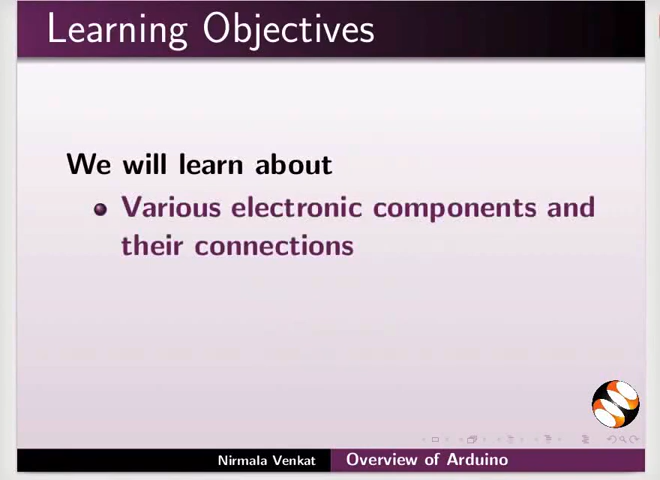 Learning Objectives
We will learn about
Various electronic components and
their connections
Nirmala Venkat
Overview of Arduino